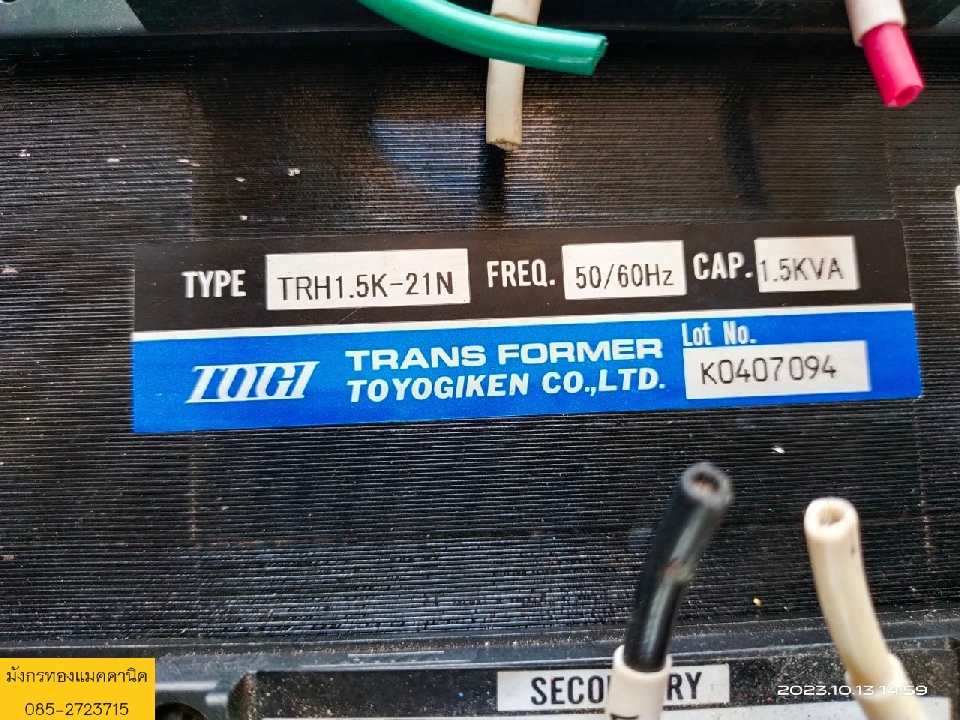 TYPE TRH1.5K-21N FREQ. 50/60Hz CAP. 1.5KVA
TOGI TRANS FORMER
TOYOGIKEN CO.,LTD.
Lot No.
K0407094
SECO RY
2023.10.13 14:59
มังกรทองแมคคานิค
085-2723715